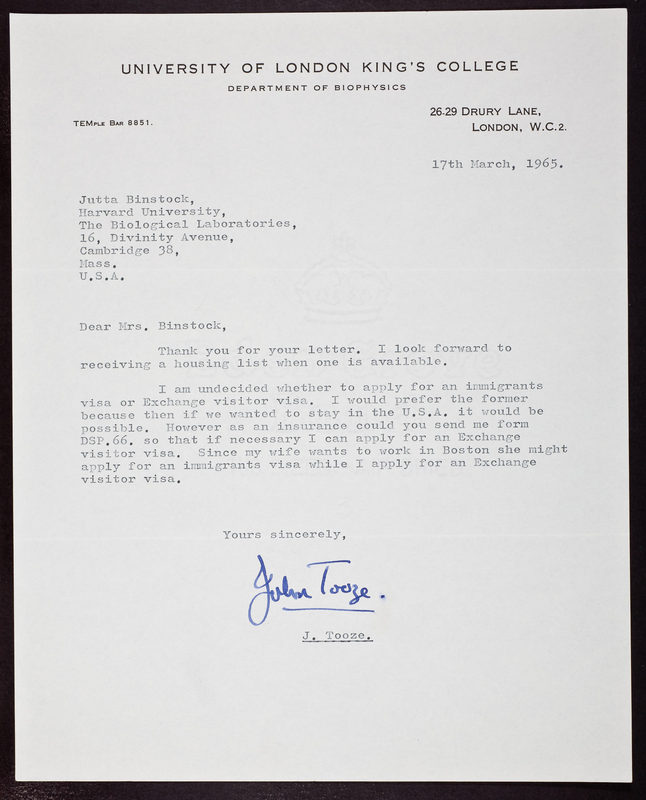 UNIVERSITY OF LONDON KING'S COLLEGE
DEPARTMENT OF BIOPHYSICS
TEMPLE BAR 8851.
26-29 DRURY LANE,
LONDON, W.C.2.
17th March, 1965.
Jutta Binstock,
Harvard University,
The Biological Laboratories,
16, Divinity Avenue,
Cambridge 38,
Mass.
U.S.A.
Dear Mrs. Binstock,
Thank you for your letter. I look forward to
receiving a housing list when one is available.
I am undecided whether to apply for an immigrants
visa or Exchange visitor visa. I would prefer the former
because then if we wanted to stay in the U.S.A. it would be
possible. However as an insurance could you send me form
DSP.66. so that if necessary I can apply for an Exchange
visitor visa. Since my wife wants to work in Boston she might
apply for an immigrants visa while I apply for an Exchange
visitor visa.
Yours sincerely,
John Tooze.
J. Tooze.